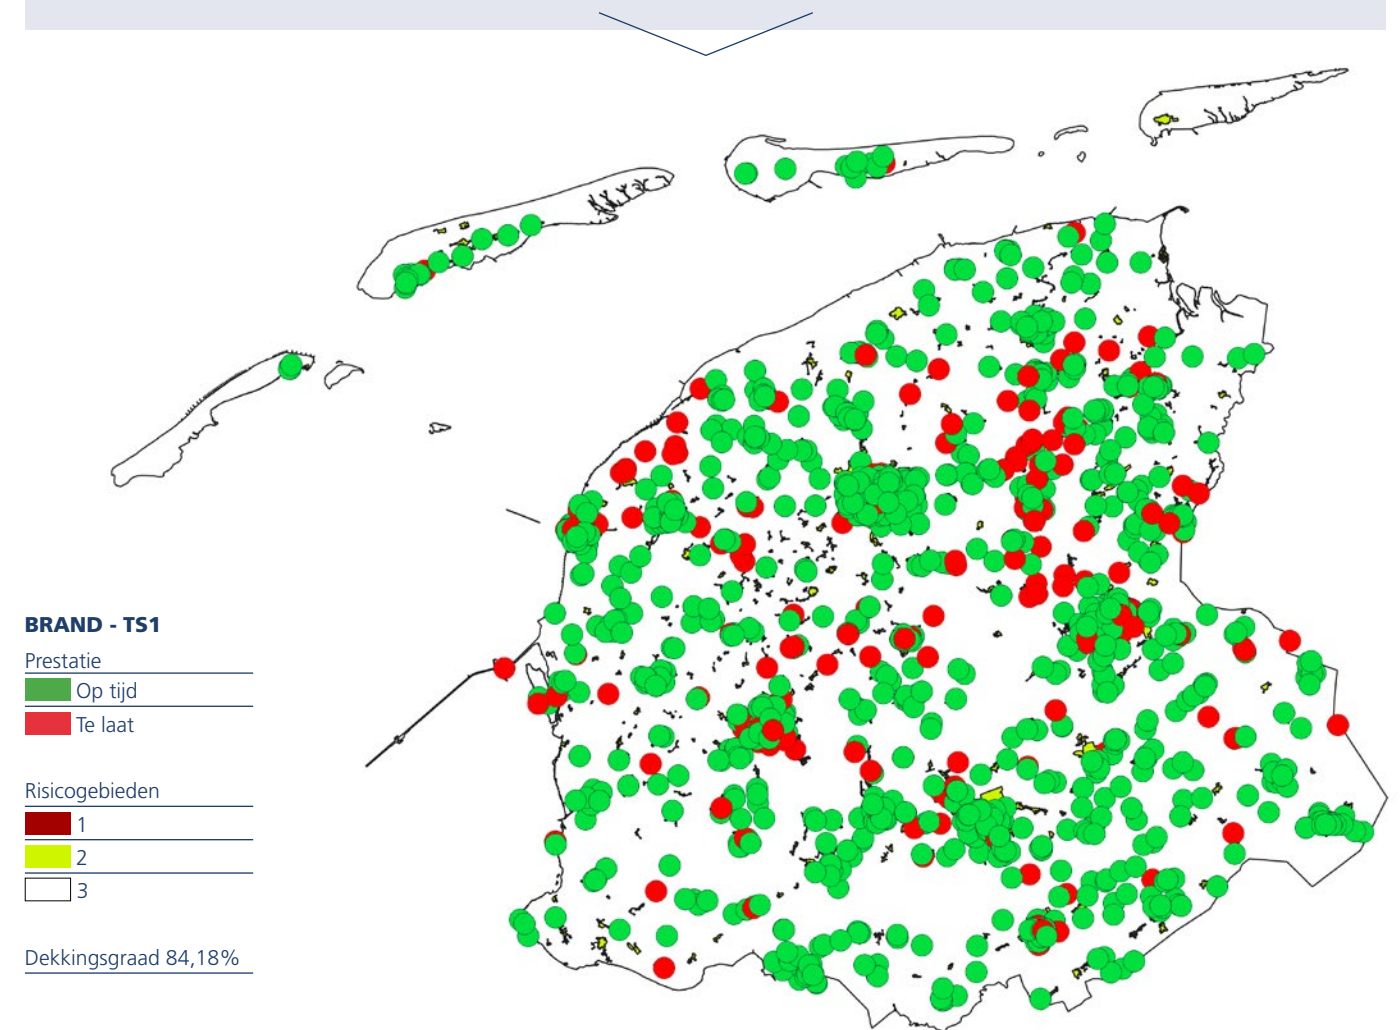 BRAND - TS1
Prestatie
Op tijd
Te laat
Risicogebieden
1
2
3
Dekkingsgraad 84,18%